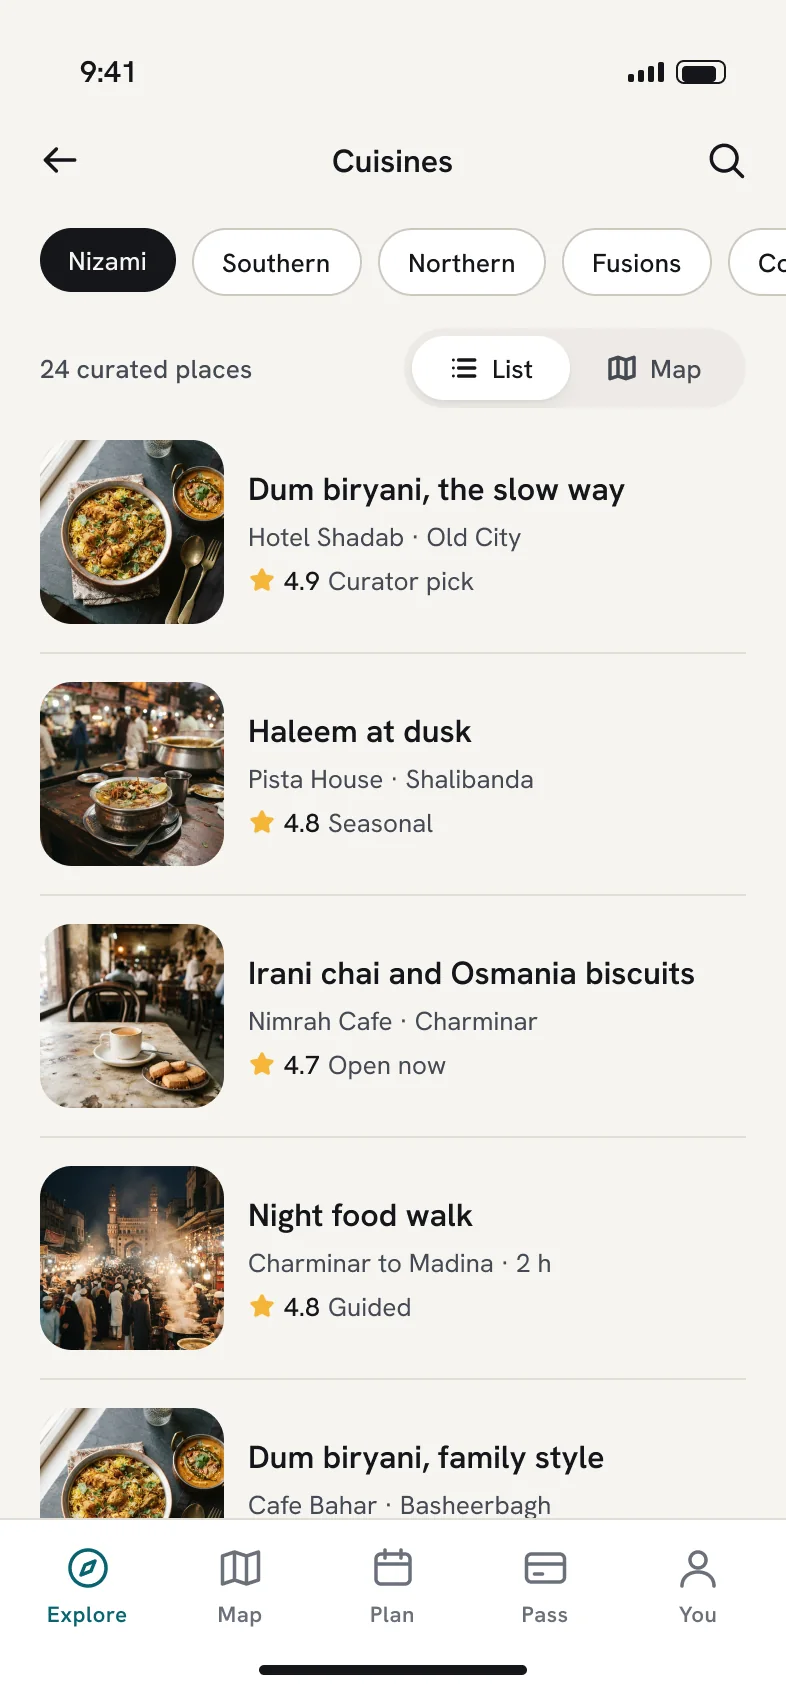 9:41
Cuisines
Nizami Southern Northern Fusions Co
24 curated places List Map
Dum biryani, the slow way
Hotel Shadab · Old City
4.9 Curator pick
Haleem at dusk
Pista House · Shalibanda
4.8 Seasonal
Irani chai and Osmania biscuits
Nimrah Cafe · Charminar
4.7 Open now
Night food walk
Charminar to Madina · 2 h
4.8 Guided
Dum biryani, family style
Cafe Bahar · Basheerbagh
Explore Map Plan Pass You